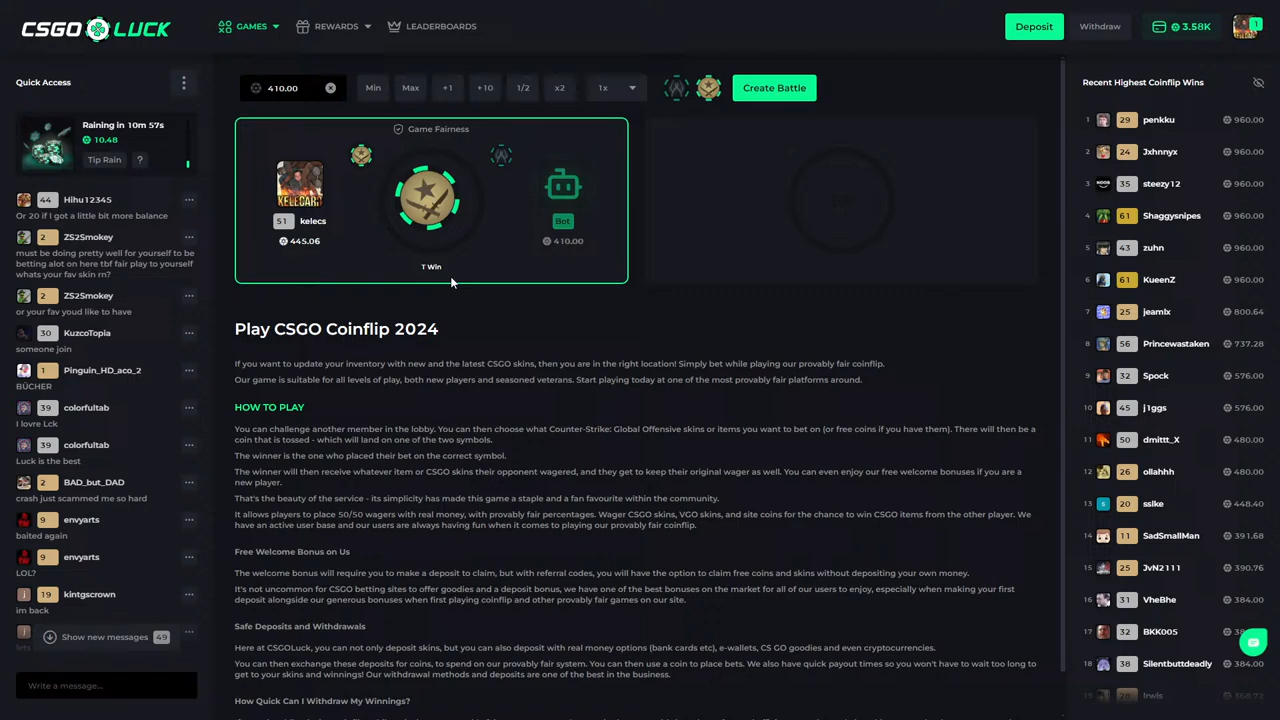 CSGO LUCK
GAMES
REWARDS
LEADERBOARDS
Deposit
Withdraw
3.58K
1
Quick Access
Raining in 10m 57s
10.48
Tip Rain
?
44 Hihu12345
Or 20 if I got a little bit more balance
2 ZS2Smokey
must be doing pretty well for yourself to be
betting alot on here tbf fair play to yourself
whats your fav skin rn?
2 ZS2Smokey
or your fav youd like to have
30 KuzcoTopia
someone join
1 Pinguin_HD_aco_2
BÜCHER
39 colorfultab
I lovre Lck
39 colorfultab
Luck is the best
2 BAD_but_DAD
crash just scammed me so hard
9 envyarts
baited again
9 envyarts
LOL?
19 kintgscrown
im back
Show new messages 49
Write a message...
410.00
Min
Max
+1
+10
1/2
x2
1x
Create Battle
Game Fairness
KELEGARY
51 kelecs
445.06
Bot
410.00
T Win
Play CSGO Coinflip 2024
If you want to update your inventory with new and the latest CSGO skins, then you are in the right location! Simply bet while playing our provably fair coinflip.
Our game is suitable for all levels of play, both new players and seasoned veterans. Start playing today at one of the most provably fair platforms around.
HOW TO PLAY
You can challenge another member in the lobby. You can then choose what Counter-Strike: Global Offensive skins or items you want to bet on (or free coins if you have them). There will then be a
coin that is tossed - which will land on one of the two symbols.
The winner is the one who placed their bet on the correct symbol.
The winner will then receive whatever item or CSGO skins their opponent wagered, and they get to keep their original wager as well. You can even enjoy our free welcome bonuses if you are a
new player.
That's the beauty of the service - its simplicity has made this game a staple and a fan favourite within the community.
It allows players to place 50/50 wagers with real money, with provably fair percentages. Wager CSGO skins, VGO skins, and site coins for the chance to win CSGO items from the other player. We
have an active user base and our users are always having fun when it comes to playing our provably fair coinflip.
Free Welcome Bonus on Us
The welcome bonus will require you to make a deposit to claim, but with referral codes, you will have the option to claim free coins and skins without depositing your own money.
It's not uncommon for CSGO betting sites to offer goodies and a deposit bonus, we have one of the best bonuses on the market for all of our users to enjoy, especially when making your first
deposit alongside our generous bonuses when first playing coinflip and other provably fair games on our site.
Safe Deposits and Withdrawals
Here at CSGOLuck, you can not only deposit skins, but you can also deposit with real money options (bank cards etc), e-wallets, CS GO goodies and even cryptocurrencies.
You can then exchange these deposits for coins, to spend on our provably fair system. You can then use a coin to place bets. We also have quick payout times so you won't have to wait too long to
get to your skins and winnings! Our withdrawal methods and deposits are one of the best in the business.
How Quick Can I Withdraw My Winnings?
Recent Highest Coinflip Wins
1 29 penkku 960.00
2 24 Jxhnnyx 960.00
3 35 steezy12 960.00
4 61 Shaggysnipes 960.00
5 43 zuhn 960.00
6 61 KueenZ 960.00
7 25 jeamlx 800.64
8 56 Princewastaken 737.28
9 32 Spock 576.00
10 45 j1ggs 576.00
11 50 dmittt_X 480.00
12 26 ollahhh 480.00
13 20 sslke 448.40
14 11 SadSmallMan 391.68
15 25 JvN2111 390.76
16 31 VheBhe 384.00
17 32 BKK005
18 38 Silentbuttdeadly 384.00
19 28 lrwls 368.72